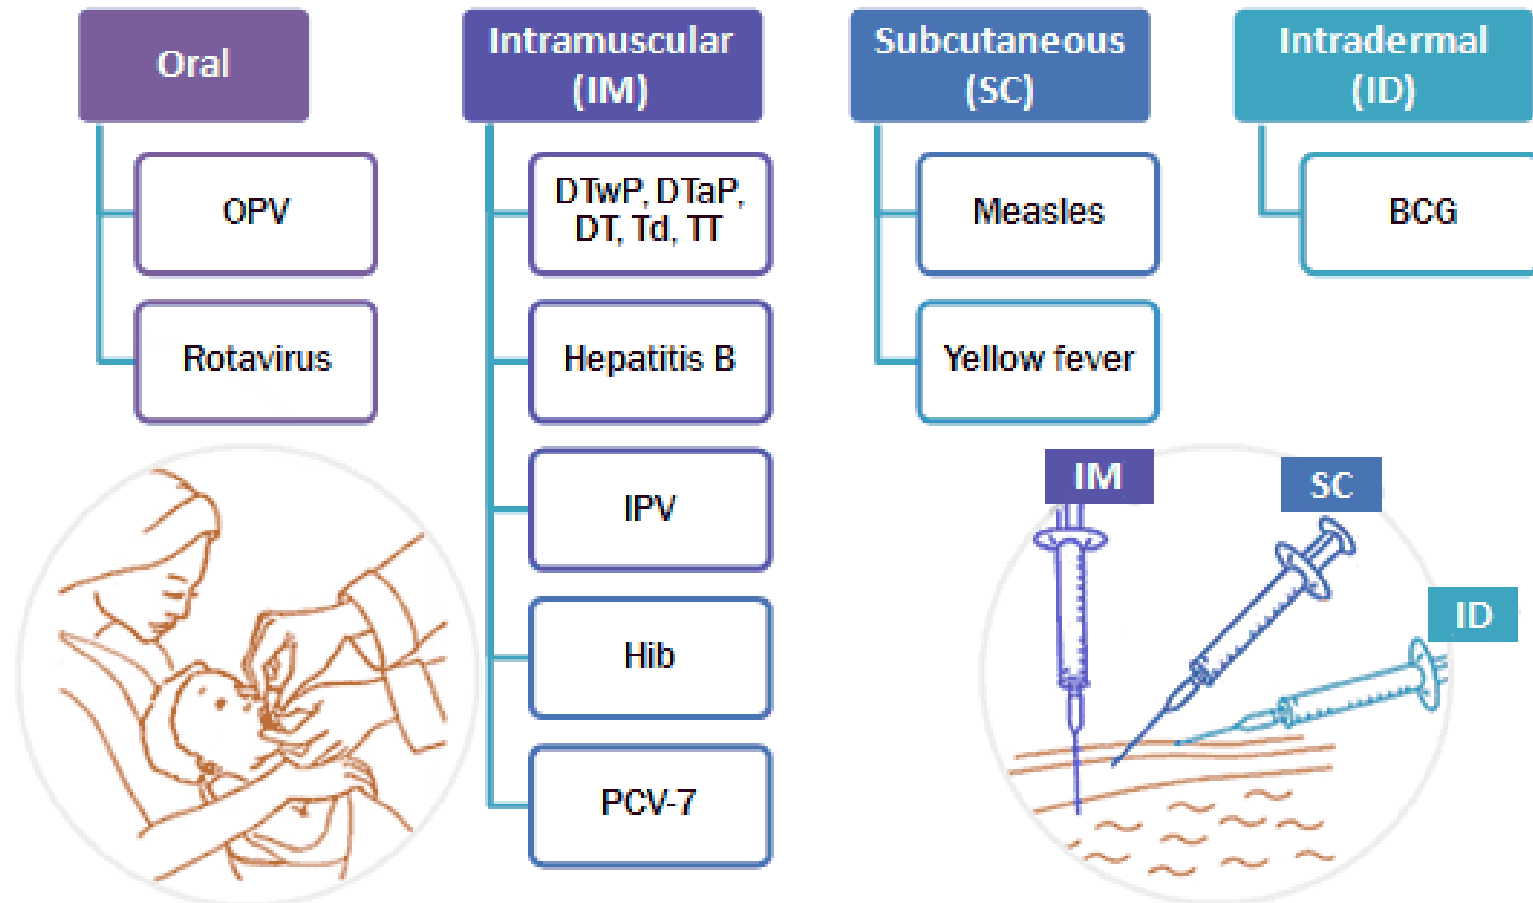 Oral
OPV
Rotavirus
Intramuscular
(IM)
DTwP, DTaP,
DT, Td, TT
Hepatitis B
IPV
Hib
PCV-7
Subcutaneous
(SC)
Measles
Yellow fever
Intradermal
(ID)
BCG
IM
SC
ID